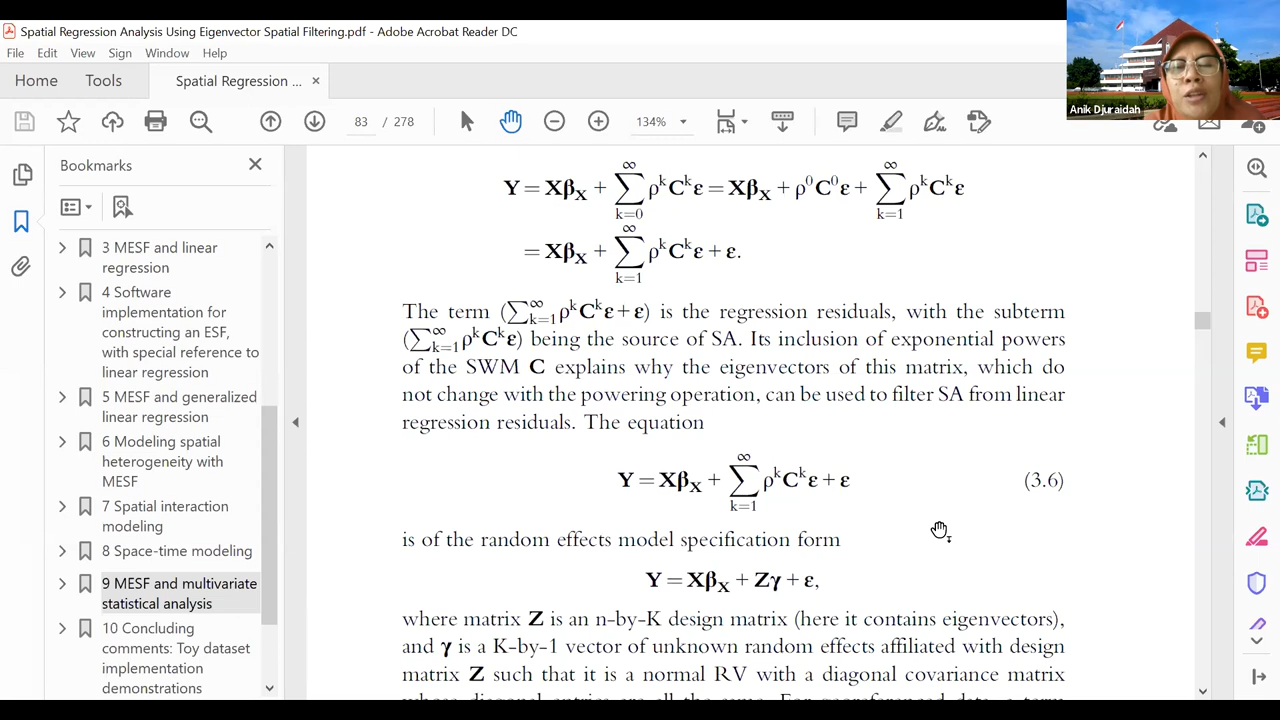 Spatial Regression Analysis Using Eigenvector Spatial Filtering.pdf - Adobe Acrobat Reader DC
File Edit View Sign Window Help
Home Tools Spatial Regression ... ×
83 / 276 134%
Anik Djuraidah
Bookmarks
3 MESF and linear
regression
4 Software
implementation for
constructing an ESF,
with special reference to
linear regression
5 MESF and generalized
linear regression
6 Modeling spatial
heterogeneity with
MESF
7 Spatial interaction
modeling
8 Space-time modeling
9 MESF and multivariate
statistical analysis
10 Concluding
comments: Toy dataset
implementation
demonstrations
Y = Xβ_X + ∑_{k=0}^∞ ρ^k C^k ε = Xβ_X + ρ^0 C^0 ε + ∑_{k=1}^∞ ρ^k C^k ε
= Xβ_X + ∑_{k=1}^∞ ρ^k C^k ε + ε.
The term (∑_{k=1}^∞ ρ^k C^k ε + ε) is the regression residuals, with the subterm
(∑_{k=1}^∞ ρ^k C^k ε) being the source of SA. Its inclusion of exponential powers
of the SWM C explains why the eigenvectors of this matrix, which do
not change with the powering operation, can be used to filter SA from linear
regression residuals. The equation
Y = Xβ_X + ∑_{k=1}^∞ ρ^k C^k ε + ε (3.6)
is of the random effects model specification form
Y = Xβ_X + Zγ + ε,
where matrix Z is an n-by-K design matrix (here it contains eigenvectors),
and γ is a K-by-1 vector of unknown random effects affiliated with design
matrix Z such that it is a normal RV with a diagonal covariance matrix